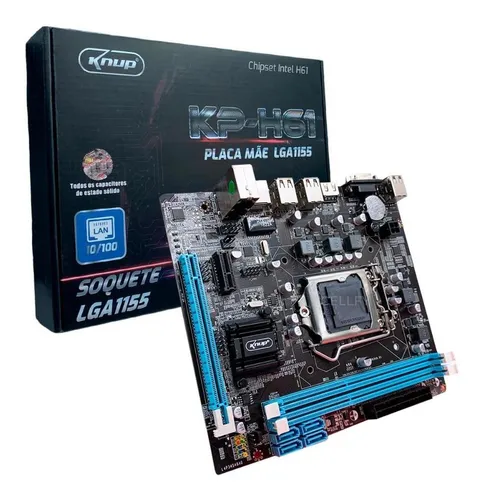 Knup
Chipset Intel H61
KP-H61
PLACA MÃE LGA1155
Todos os capacitores
de estado sólido
LAN
10/100
SOQUETE
LGA1155
Knup